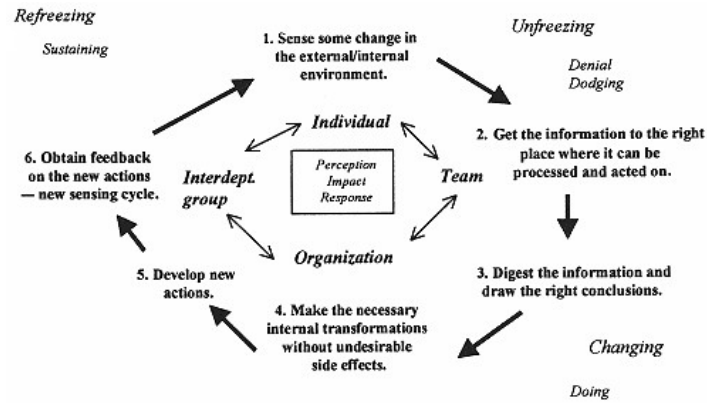 Refreezing
Sustaining
Unfreezing
Denial
Dodging
1. Sense some change in
the external/internal
environment.
2. Get the information to the right
place where it can be
processed and acted on.
3. Digest the information and
draw the right conclusions.
Changing
Doing
4. Make the necessary
internal transformations
without undesirable
side effects.
5. Develop new
actions.
6. Obtain feedback
on the new actions
— new sensing cycle.
Individual
Team
Organization
Interdept.
group
Perception
Impact
Response